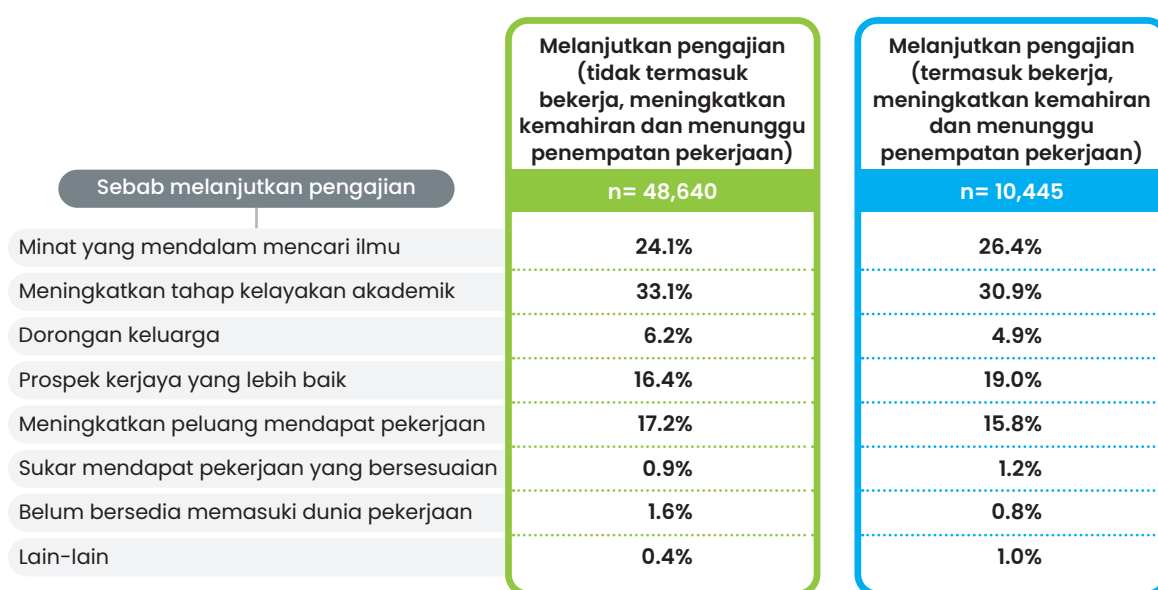 Melanjutkan pengajian
(tidak termasuk
bekerja, meningkatkan
kemahiran dan menunggu
penempatan pekerjaan)
Melanjutkan pengajian
(termasuk bekerja,
meningkatkan kemahiran
dan menunggu
penempatan pekerjaan)
Sebab melanjutkan pengajian
n= 48,640
n= 10,445
Minat yang mendalam mencari ilmu 24.1% 26.4%
Meningkatkan tahap kelayakan akademik 33.1% 30.9%
Dorongan keluarga 6.2% 4.9%
Prospek kerjaya yang lebih baik 16.4% 19.0%
Meningkatkan peluang mendapat pekerjaan 17.2% 15.8%
Sukar mendapat pekerjaan yang bersesuaian 0.9% 1.2%
Belum bersedia memasuki dunia pekerjaan 1.6% 0.8%
Lain-lain 0.4% 1.0%